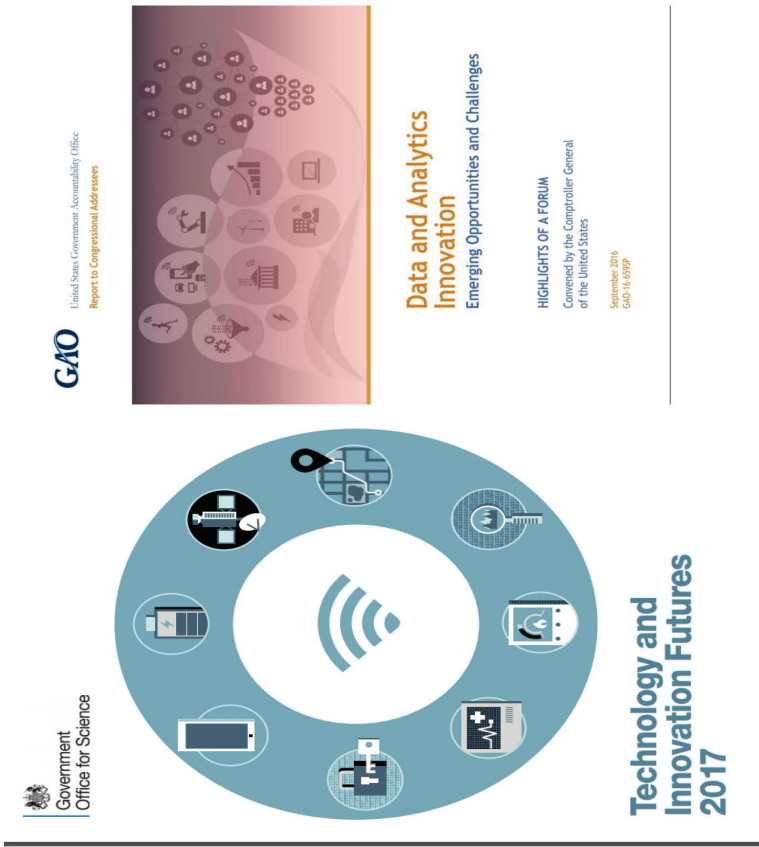 Government
Office for Science
Technology and
Innovation Futures
2017
GAO
United States Government Accountability Office
Report to Congressional Addressees
Data and Analytics
Innovation
Emerging Opportunities and Challenges
HIGHLIGHTS OF A FORUM
Convened by the Comptroller General
of the United States
September 2016
GAO-16-659SP